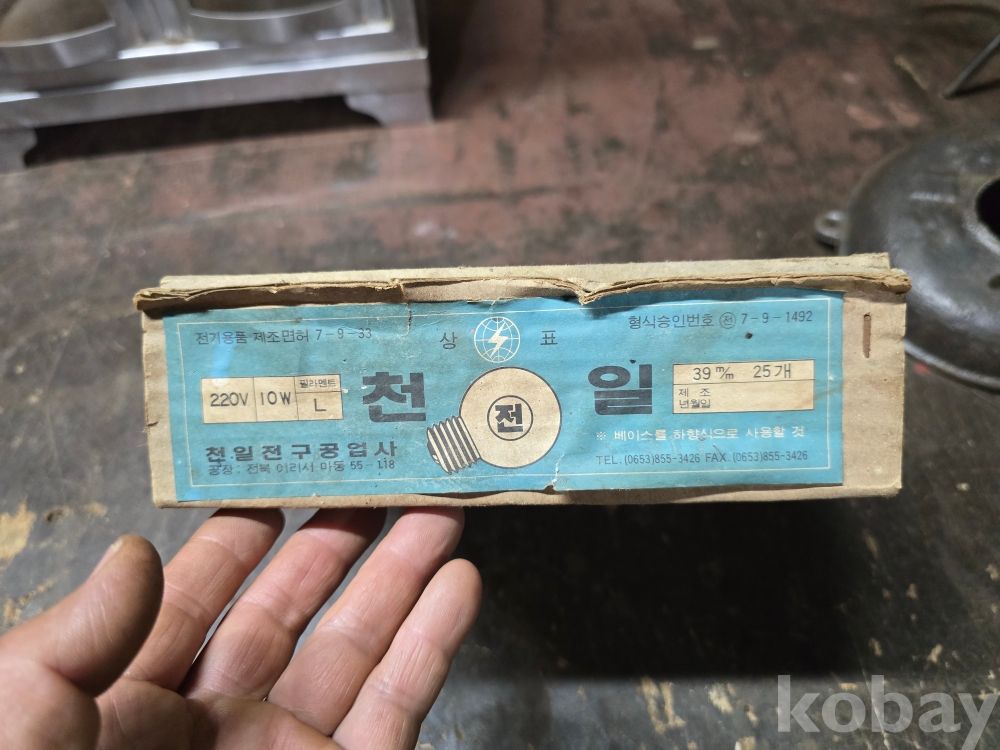 전기용품 제조면허 7-9-33
상 표
형식승인번호 ㉠ 7-9-1492
220V 10W 필라멘트 L
천 전 일
39 m/m 25개
제 조
년월일
천일전구공업사
공장 : 전북 이리시 마동 55-118
※ 베이스를 하향식으로 사용할 것
TEL. (0653)855-3426 FAX. (0653)855-3426
kobay